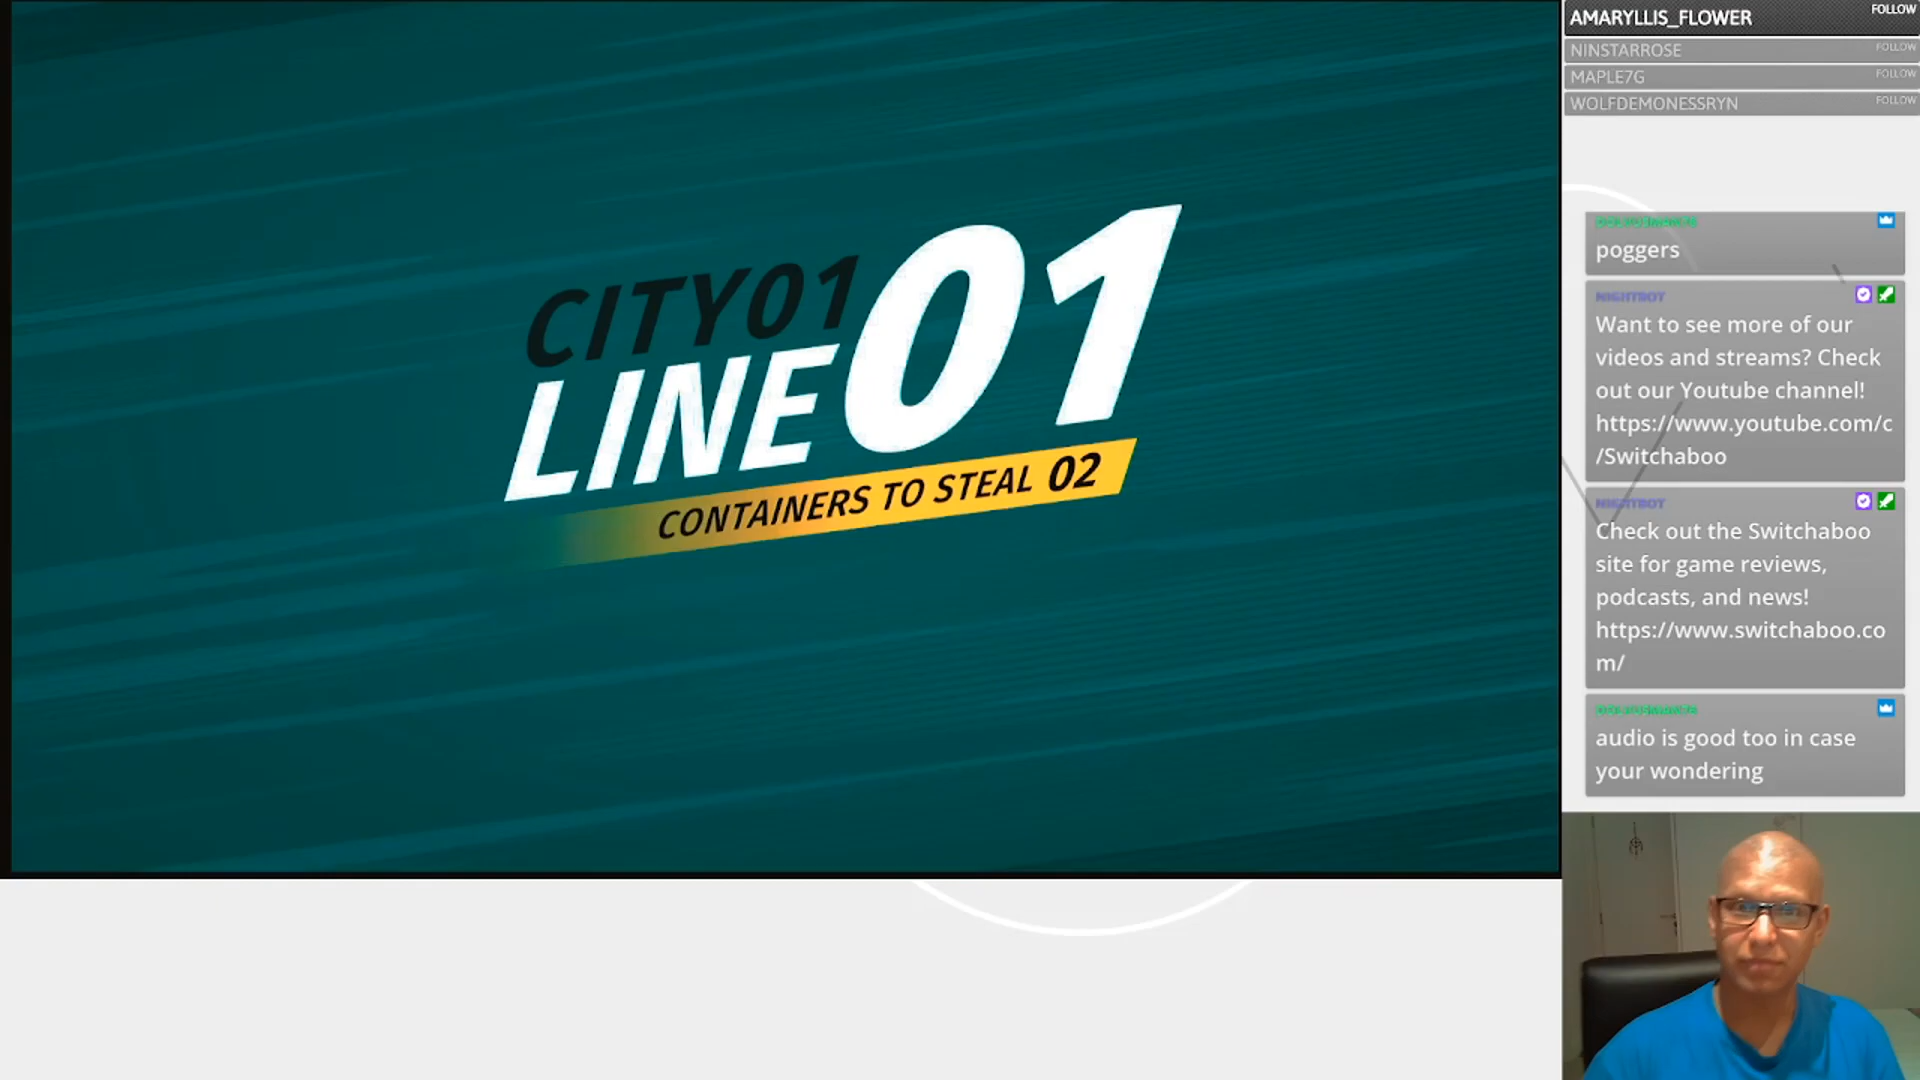 CITY01
LINE01
CONTAINERS TO STEAL 02
AMARYLLIS_FLOWER FOLLOW
NINSTARROSE FOLLOW
MAPLE7G FOLLOW
WOLFDEMONESSRYN FOLLOW
poggers
NIGHTBOT
Want to see more of our
videos and streams? Check
out our Youtube channel!
https://www.youtube.com/c
/Switchaboo
NIGHTBOT
Check out the Switchaboo
site for game reviews,
podcasts, and news!
https://www.switchaboo.co
m/
audio is good too in case
your wondering